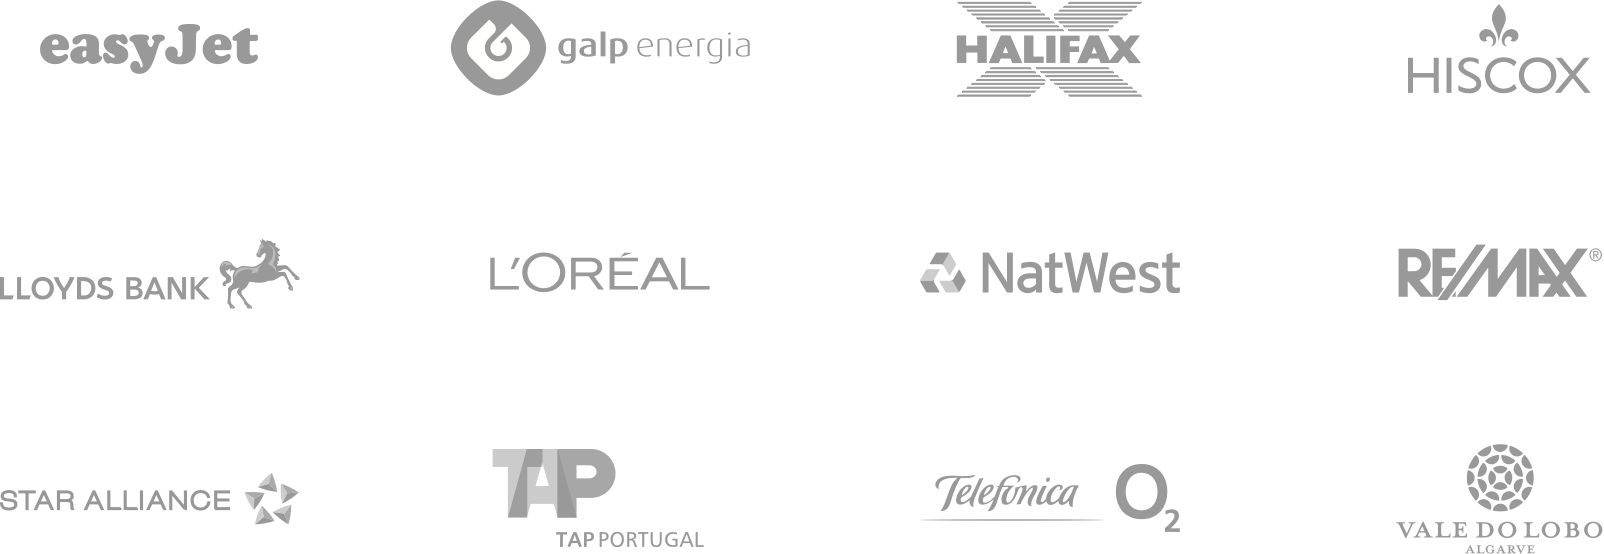 easyJet
galp energia
HALIFAX
HISCOX
LLOYDS BANK
L'ORÉAL
NatWest
RE/MAX®
STAR ALLIANCE
TAP
TAP PORTUGAL
Telefónica
O2
VALE DO LOBO
ALGARVE